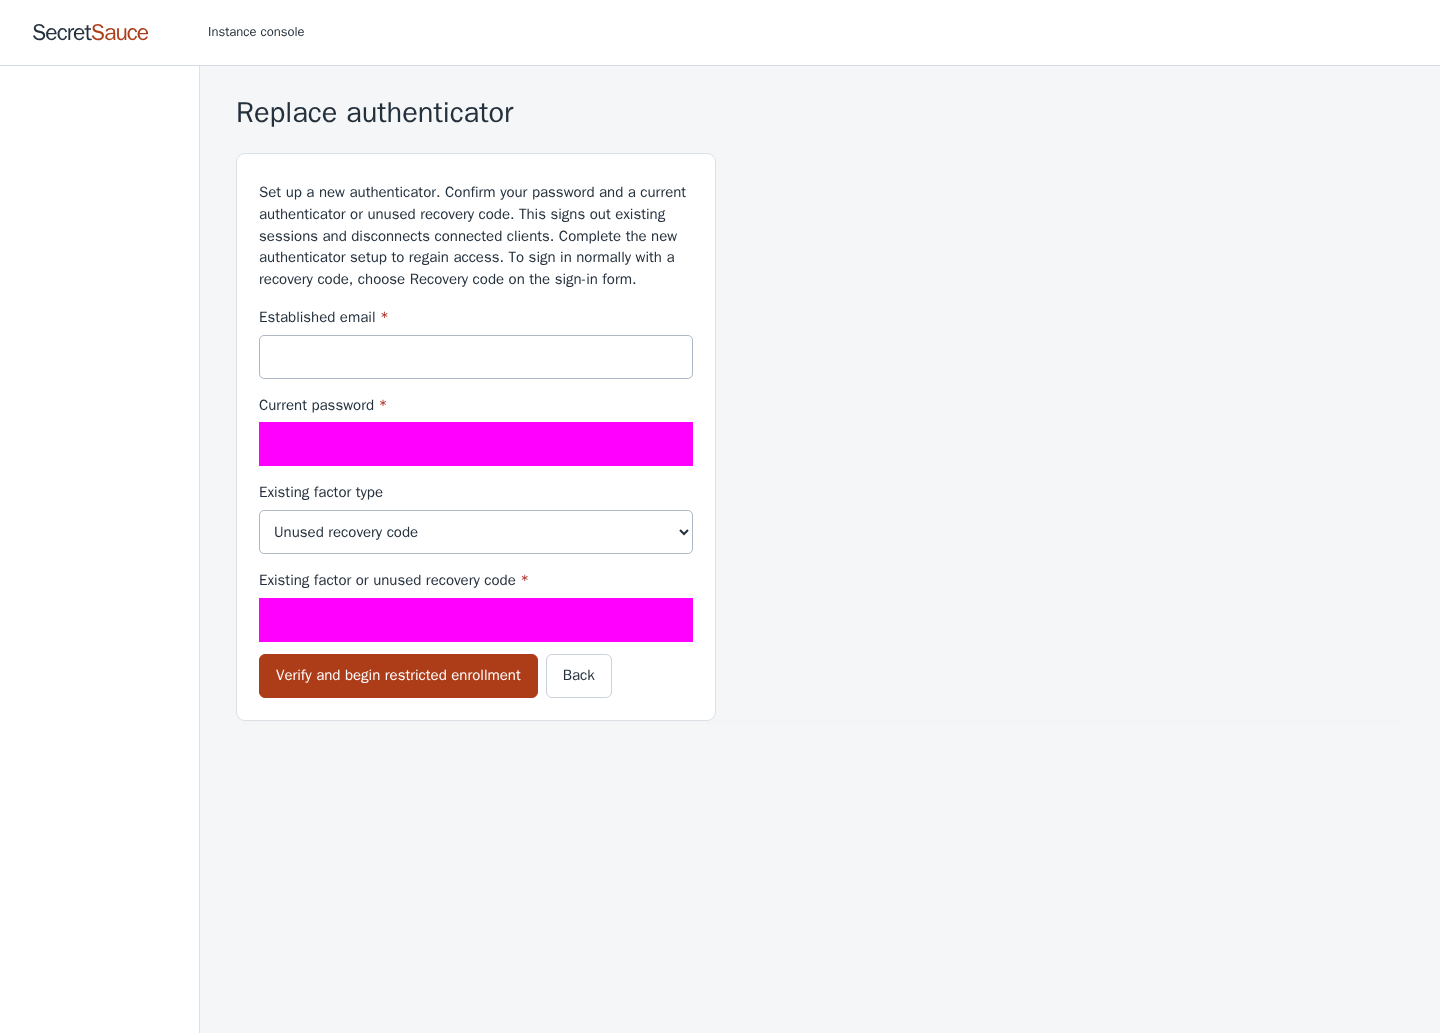 SecretSauce
Instance console
Replace authenticator
Set up a new authenticator. Confirm your password and a current
authenticator or unused recovery code. This signs out existing
sessions and disconnects connected clients. Complete the new
authenticator setup to regain access. To sign in normally with a
recovery code, choose Recovery code on the sign-in form.
Established email *
Current password *
Existing factor type
Unused recovery code
Existing factor or unused recovery code *
Verify and begin restricted enrollment
Back